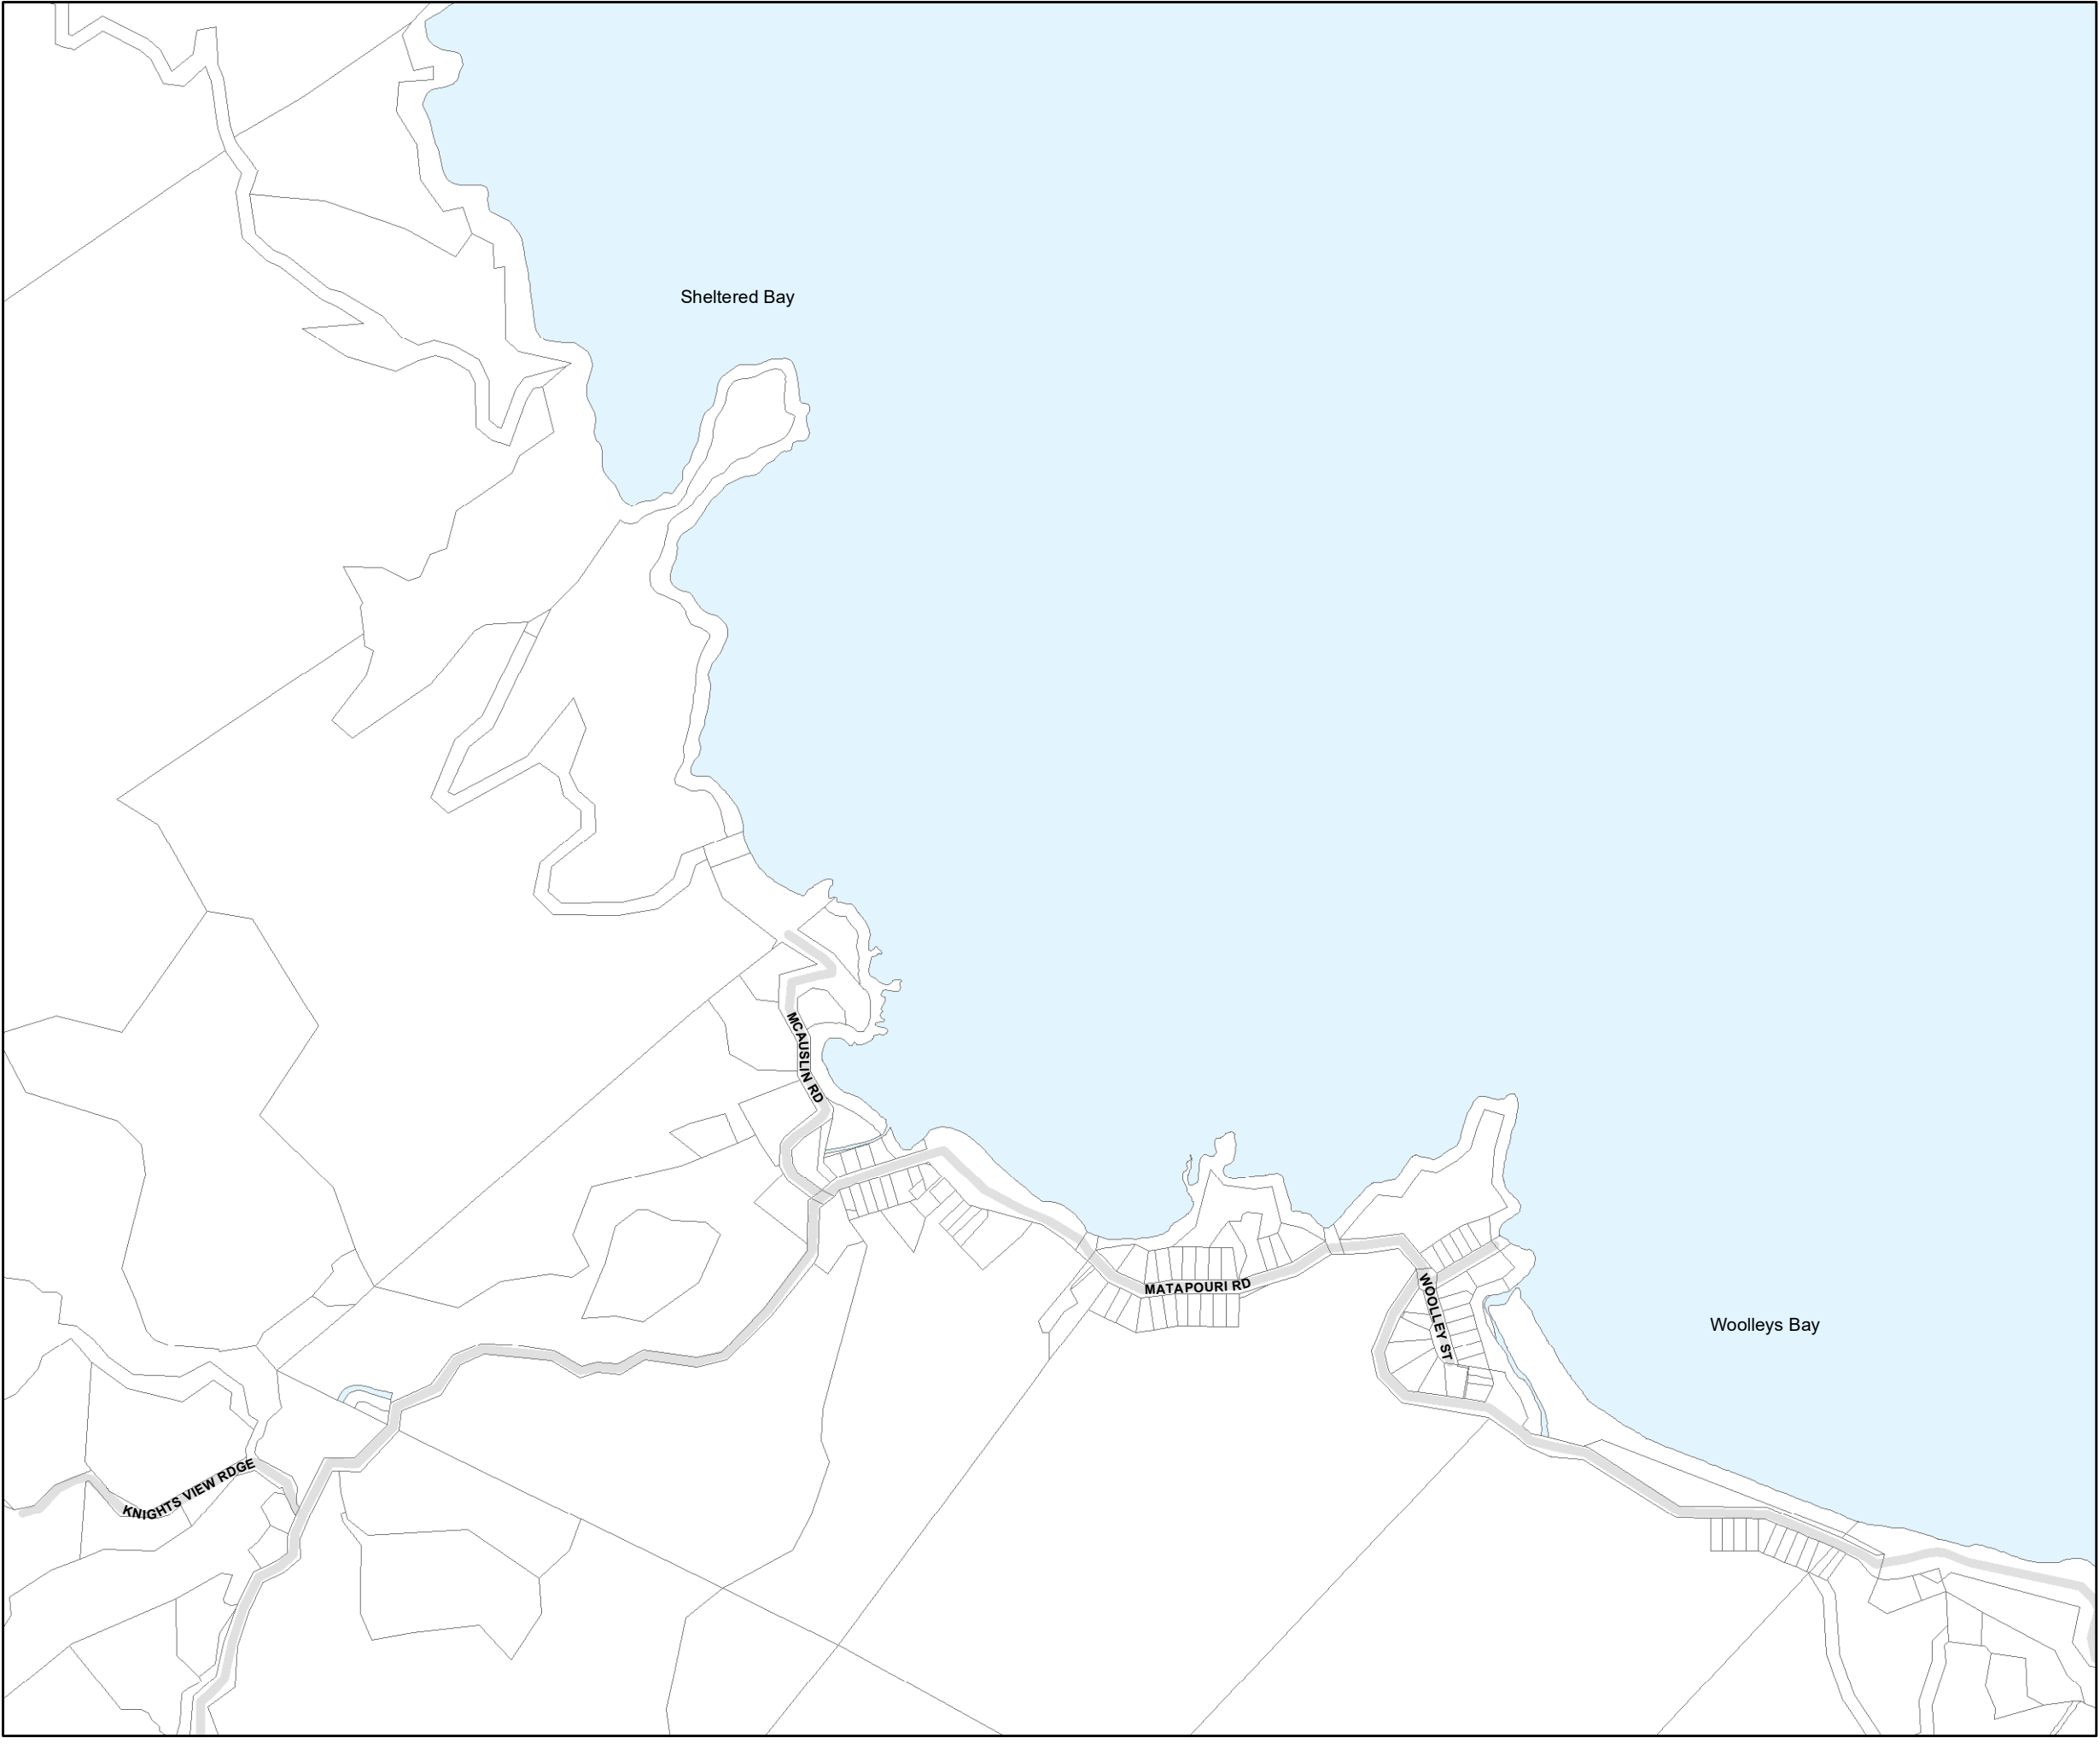 Sheltered Bay
MCAUSLIN RD
MATAPOURI RD
WOOLLEY ST
Woolleys Bay
KNIGHTS VIEW RDGE